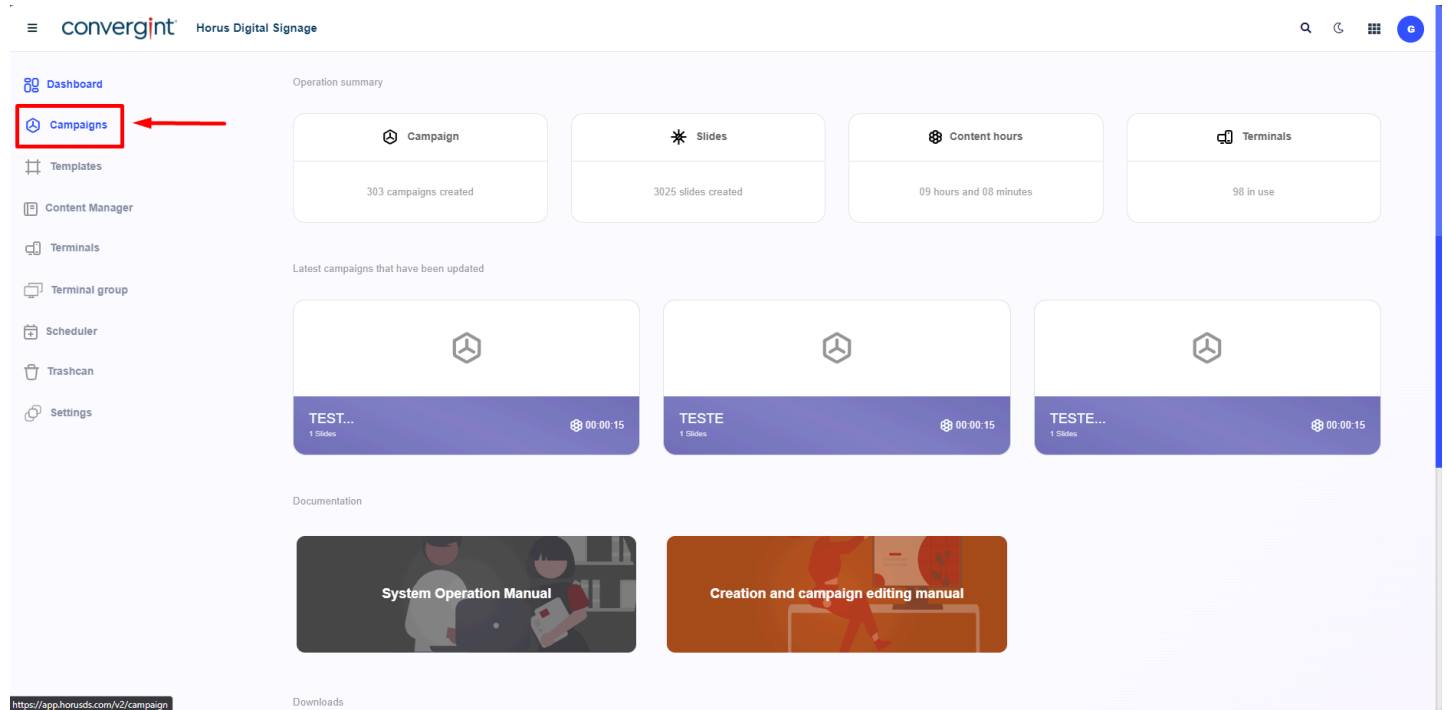 convergint
Horus Digital Signage
G
Dashboard
Campaigns
Templates
Content Manager
Terminals
Terminal group
Scheduler
Trashcan
Settings
Operation summary
Campaign
303 campaigns created
Slides
3025 slides created
Content hours
09 hours and 08 minutes
Terminals
98 in use
Latest campaigns that have been updated
TEST...
1 Slides
00:00:15
TESTE
1 Slides
00:00:15
TESTE...
1 Slides
00:00:15
Documentation
System Operation Manual
Creation and campaign editing manual
Downloads
https://app.horusds.com/v2/campaign